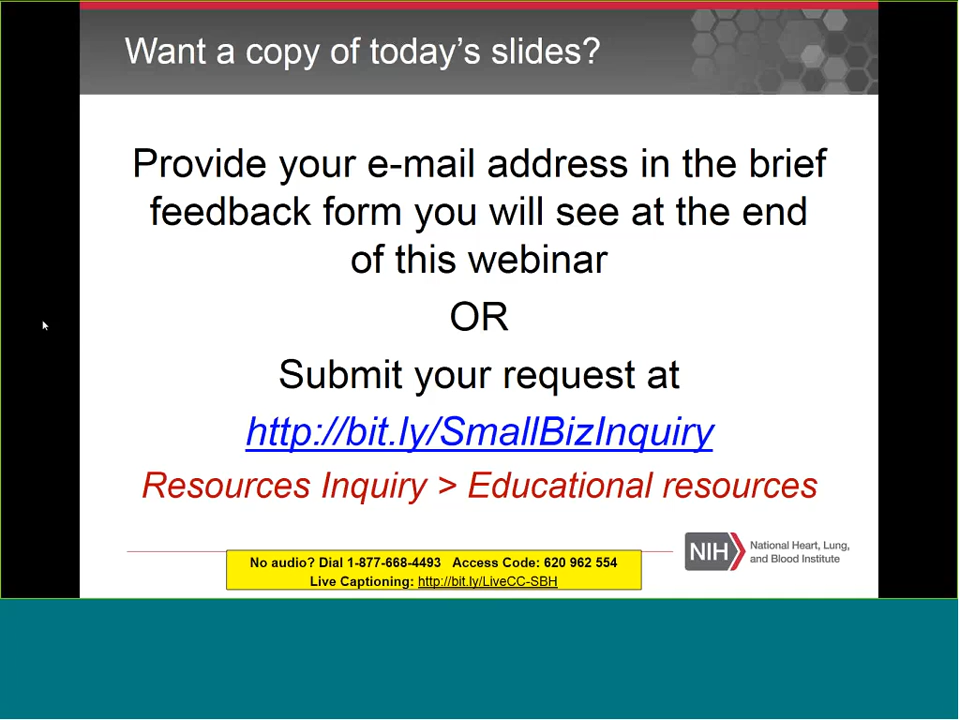 Want a copy of today's slides?
Provide your e-mail address in the brief
feedback form you will see at the end
of this webinar
OR
Submit your request at
http://bit.ly/SmallBizInquiry
Resources Inquiry > Educational resources
No audio? Dial 1-877-668-4493 Access Code: 620 962 554
Live Captioning: http://bit.ly/LiveCC-SBH
NIH
National Heart, Lung,
and Blood Institute